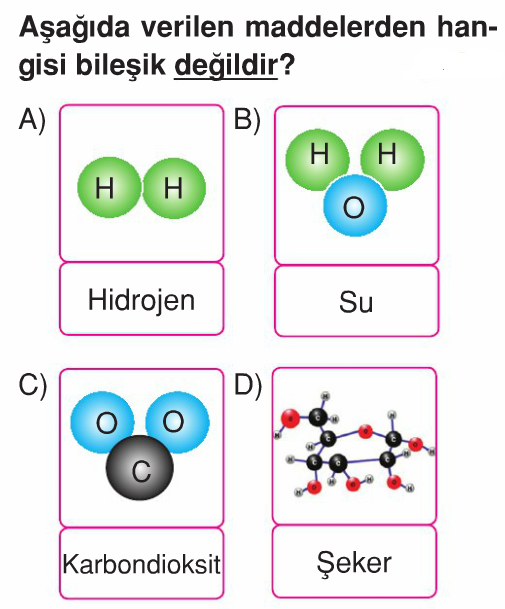 Aşağıda verilen maddelerden han-
gisi bileşik değildir?
A)
H H
Hidrojen
B)
H H
O
Su
C)
O O
C
Karbondioksit
D)
Şeker